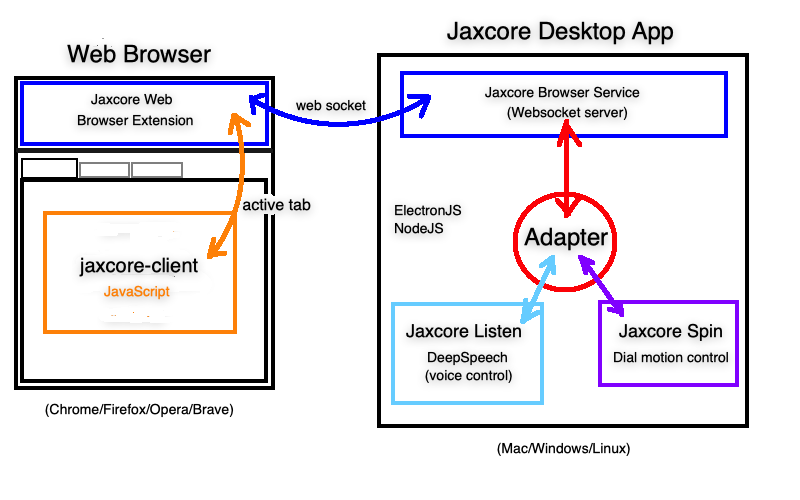 Web Browser
Jaxcore Web
Browser Extension
active tab
jaxcore-client
JavaScript
(Chrome/Firefox/Opera/Brave)
web socket
Jaxcore Desktop App
Jaxcore Browser Service
(Websocket server)
ElectronJS
NodeJS
Adapter
Jaxcore Listen
DeepSpeech
(voice control)
Jaxcore Spin
Dial motion control
(Mac/Windows/Linux)